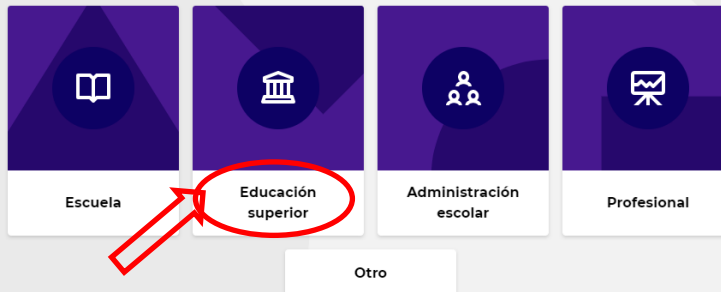 Escuela
Educación
superior
Administración
escolar
Profesional
Otro